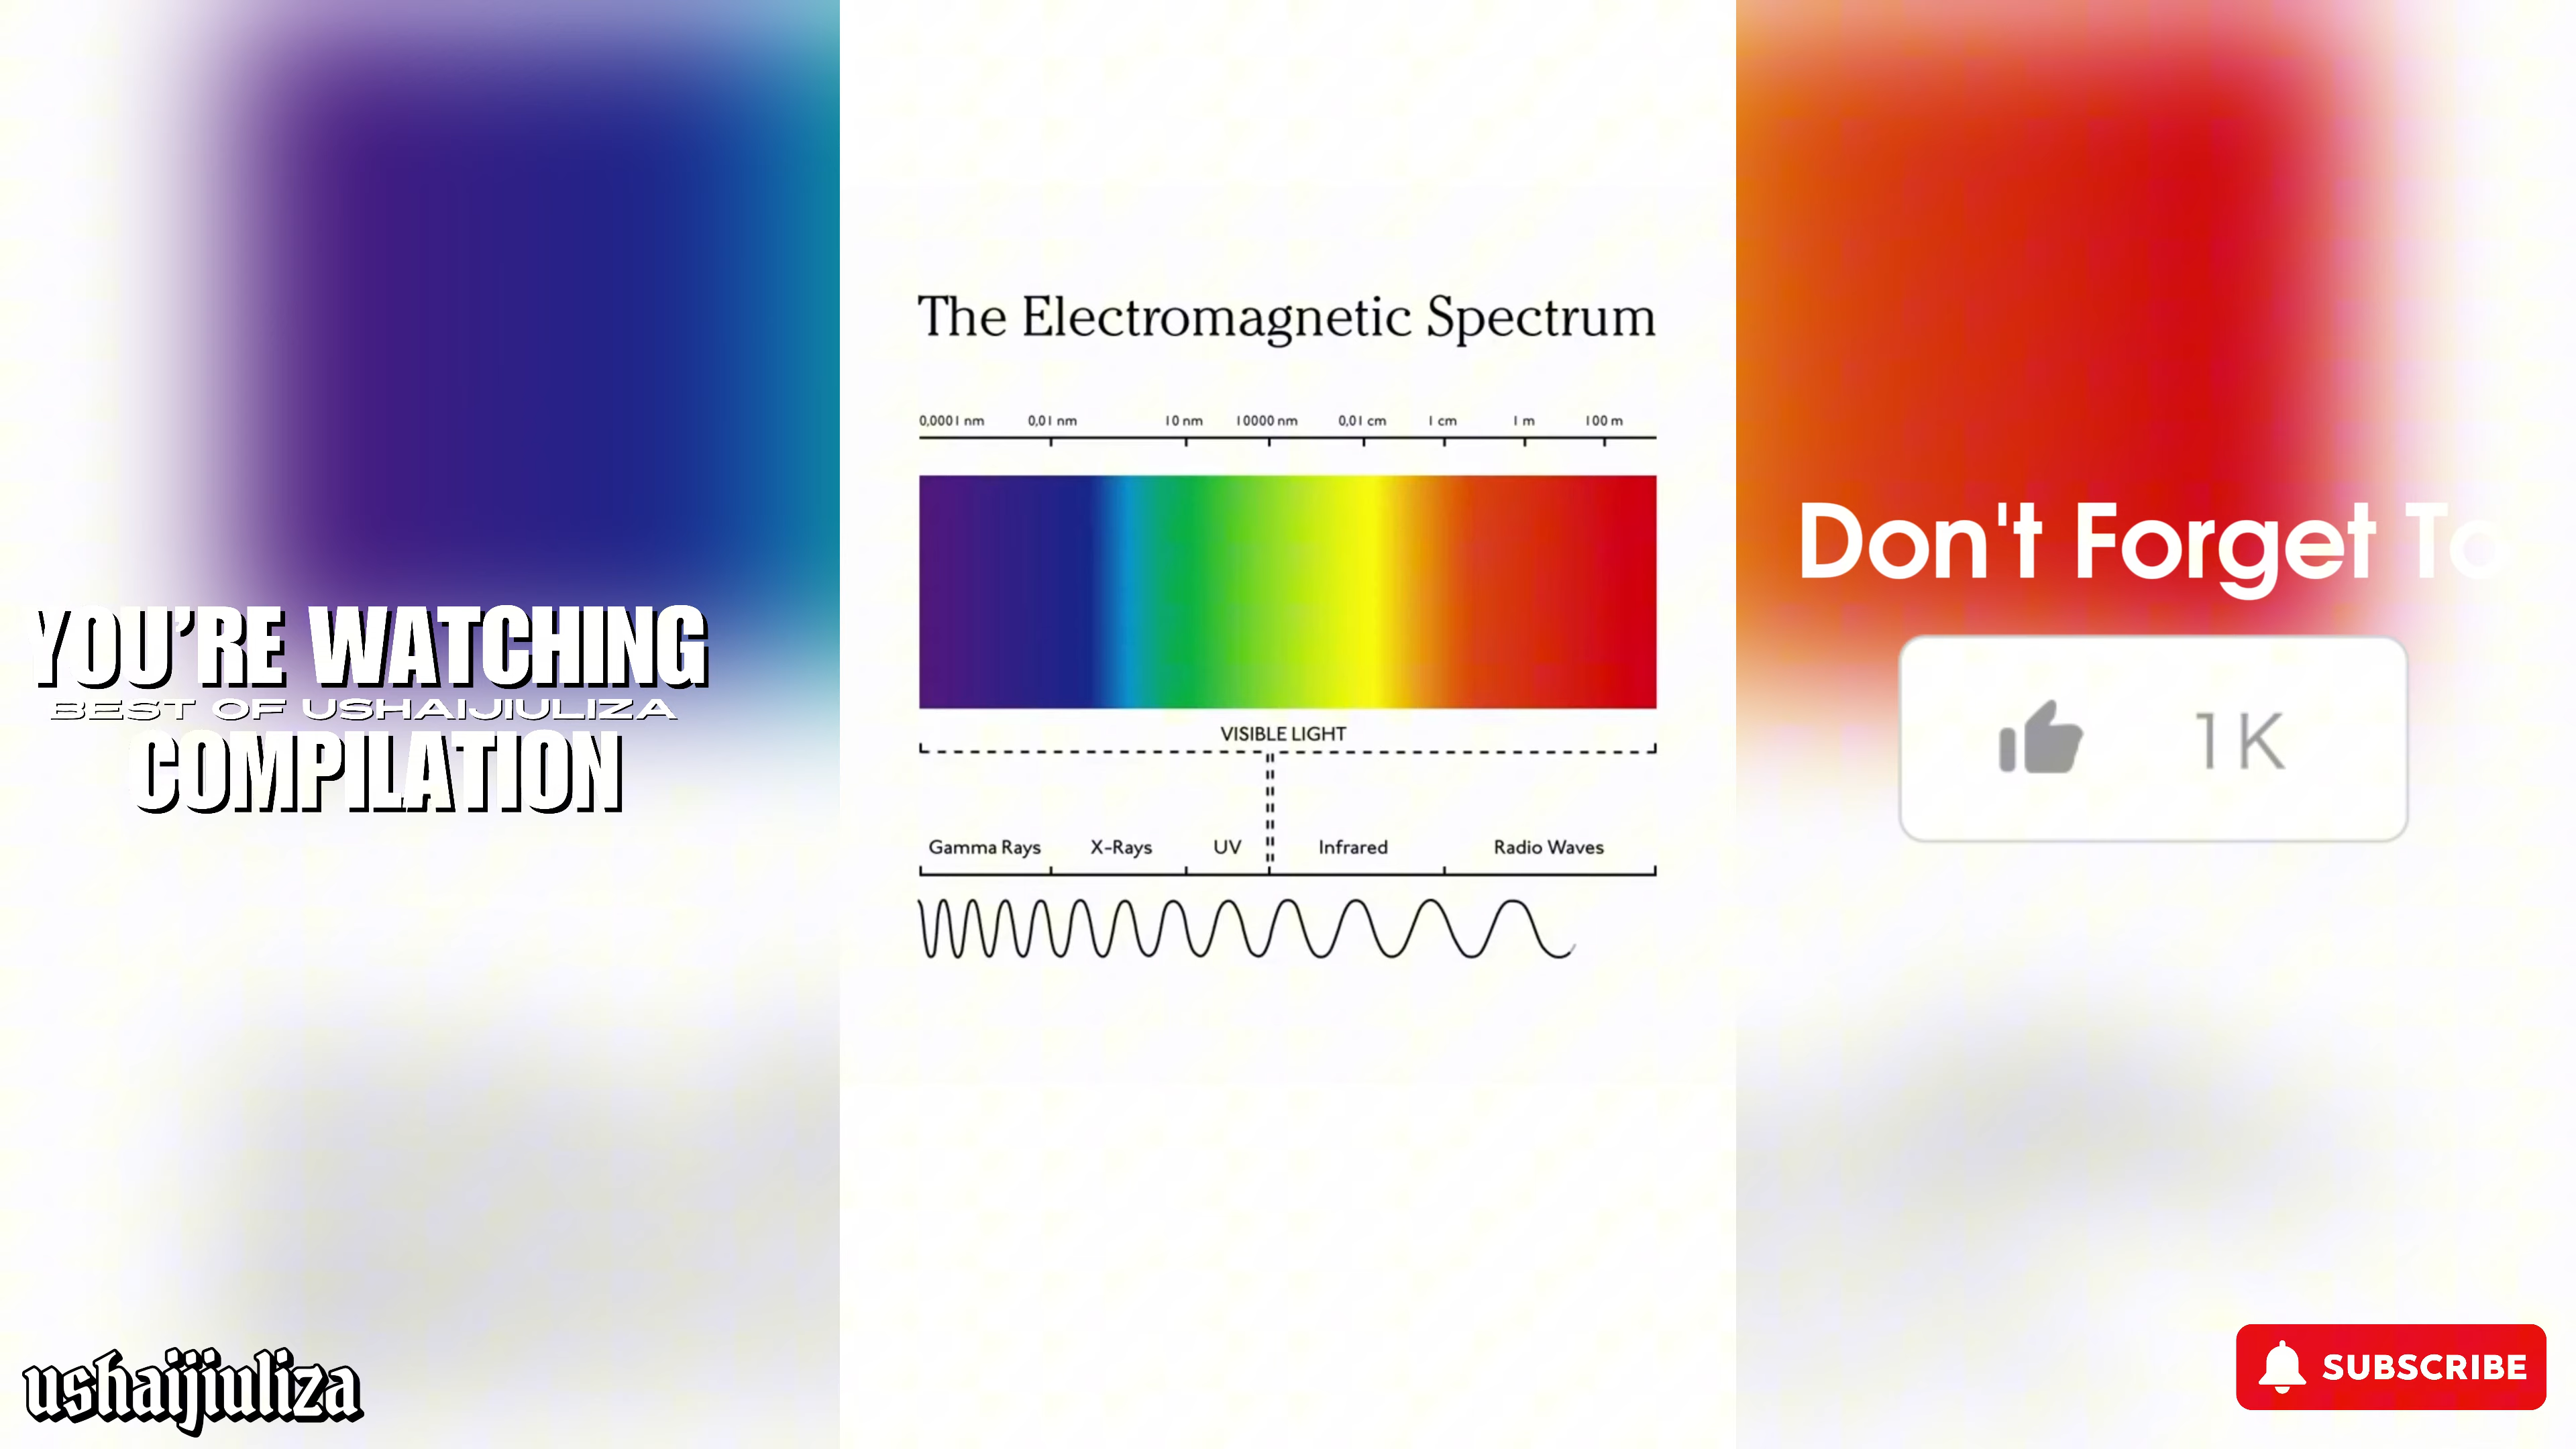 YOU'RE WATCHING
BEST OF USHAIJIULIZA
COMPILATION
ushaijiuliza
The Electromagnetic Spectrum
0,0001 nm 0,01 nm 10 nm 10000 nm 0,01 cm 1 cm 1 m 100 m
VISIBLE LIGHT
Gamma Rays X-Rays UV Infrared Radio Waves
Don't Forget To
1K
SUBSCRIBE